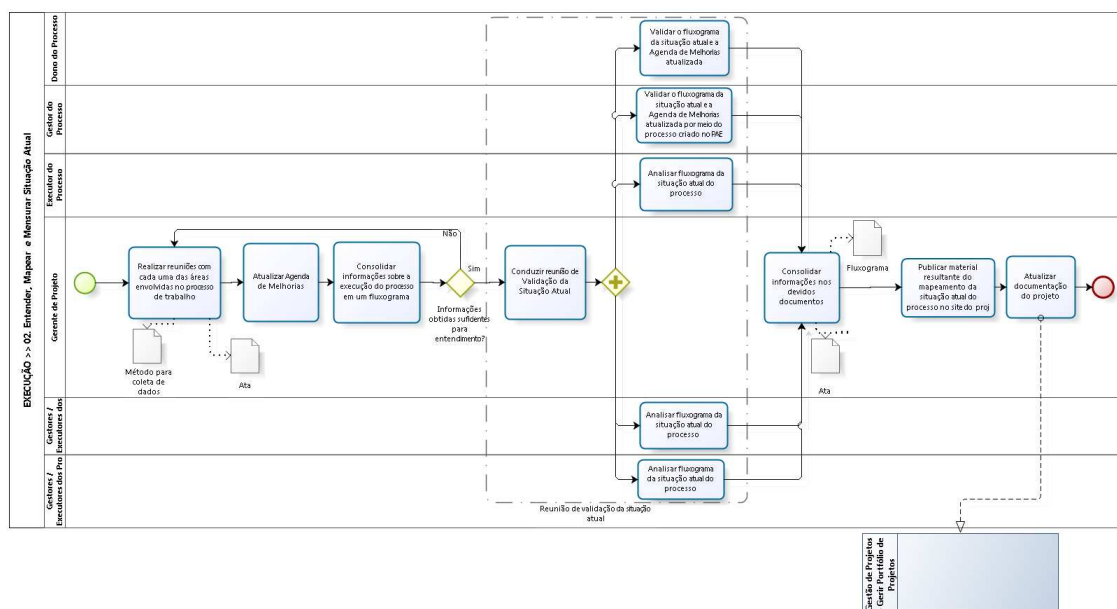 EXECUÇÃO >> 02. Entender, Mapear e Mensurar Situação Atual
Dono do Processo
Validar o fluxograma
da situação atual e a
Agenda de Melhorias
atualizada
Gestor do
Processo
Validar o fluxograma da
situação atual e a
Agenda de Melhorias
atualizada por meio do
processo criado no PAE
Executor do
Processo
Analisar fluxograma da
situação atual do
processo
Gerente de Projeto
Realizar reuniões com
cada uma das áreas
envolvidas no processo
de trabalho
Método para
coleta de
dados
Ata
Atualizar Agenda
de Melhorias
Consolidar
informações sobre a
execução do processo
em um fluxograma
Não
Sim
Informações
obtidas suficientes
para
entendimento?
Conduzir reunião de
Validação da
Situação Atual
Consolidar
informações nos
devidos
documentos
Fluxograma
Ata
Publicar material
resultante do
mapeamento da
situação atual do
processo no site do proj
Atualizar
documentação
do projeto
Gestores /
Executores dos
Analisar fluxograma da
situação atual do
processo
Gestores /
Executores dos Pro
Analisar fluxograma
da situação atual do
processo
Reunião de validação da situação
atual
Gestão de Projetos
Gerir Portfólio de
Projetos